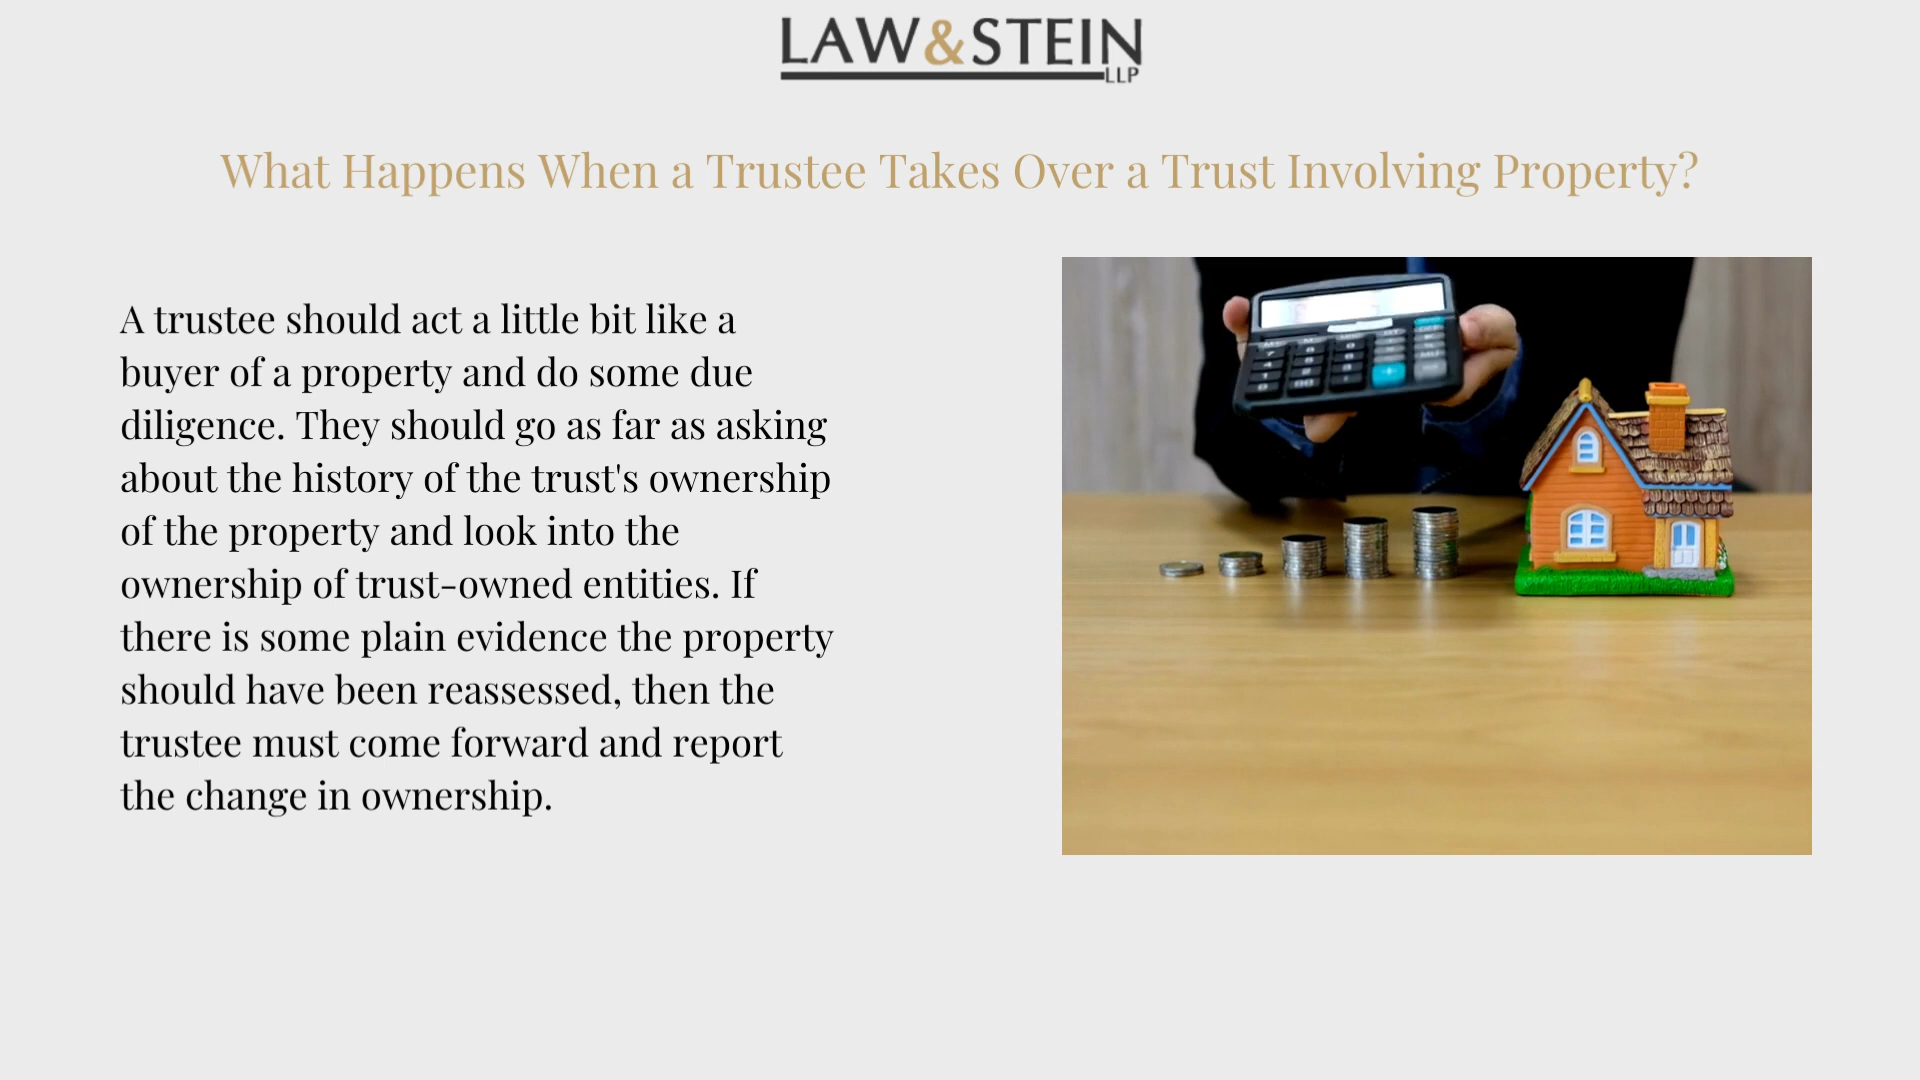 LAW&STEIN
LLP
What Happens When a Trustee Takes Over a Trust Involving Property?
A trustee should act a little bit like a
buyer of a property and do some due
diligence. They should go as far as asking
about the history of the trust's ownership
of the property and look into the
ownership of trust-owned entities. If
there is some plain evidence the property
should have been reassessed, then the
trustee must come forward and report
the change in ownership.